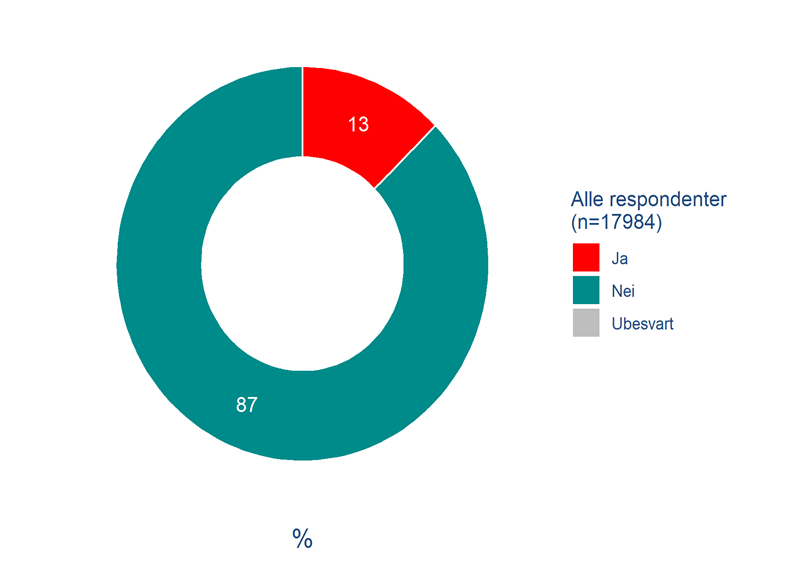 13
Alle respondenter
(n=17984)
Ja
Nei
Ubesvart
87
%